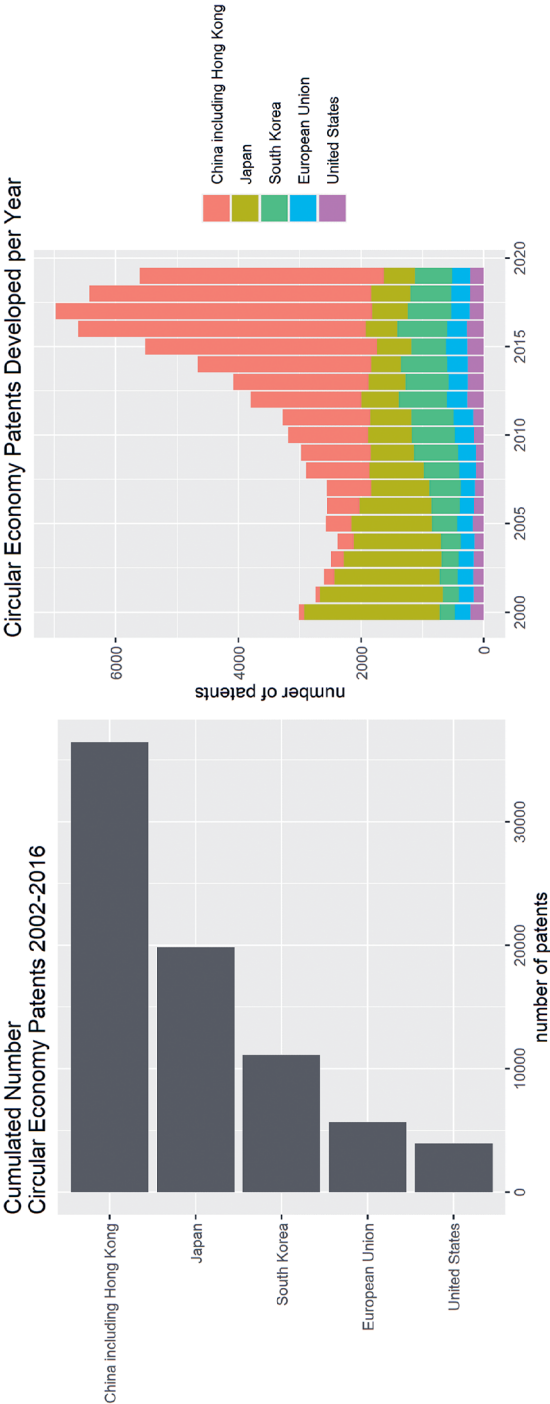 Cumulated Number
Circular Economy Patents 2002-2016
China including Hong Kong
Japan
South Korea
European Union
United States
0
10000
20000
30000
number of patents
Circular Economy Patents Developed per Year
number of patents
6000
4000
2000
0
2000
2005
2010
2015
2020
China including Hong Kong
Japan
South Korea
European Union
United States